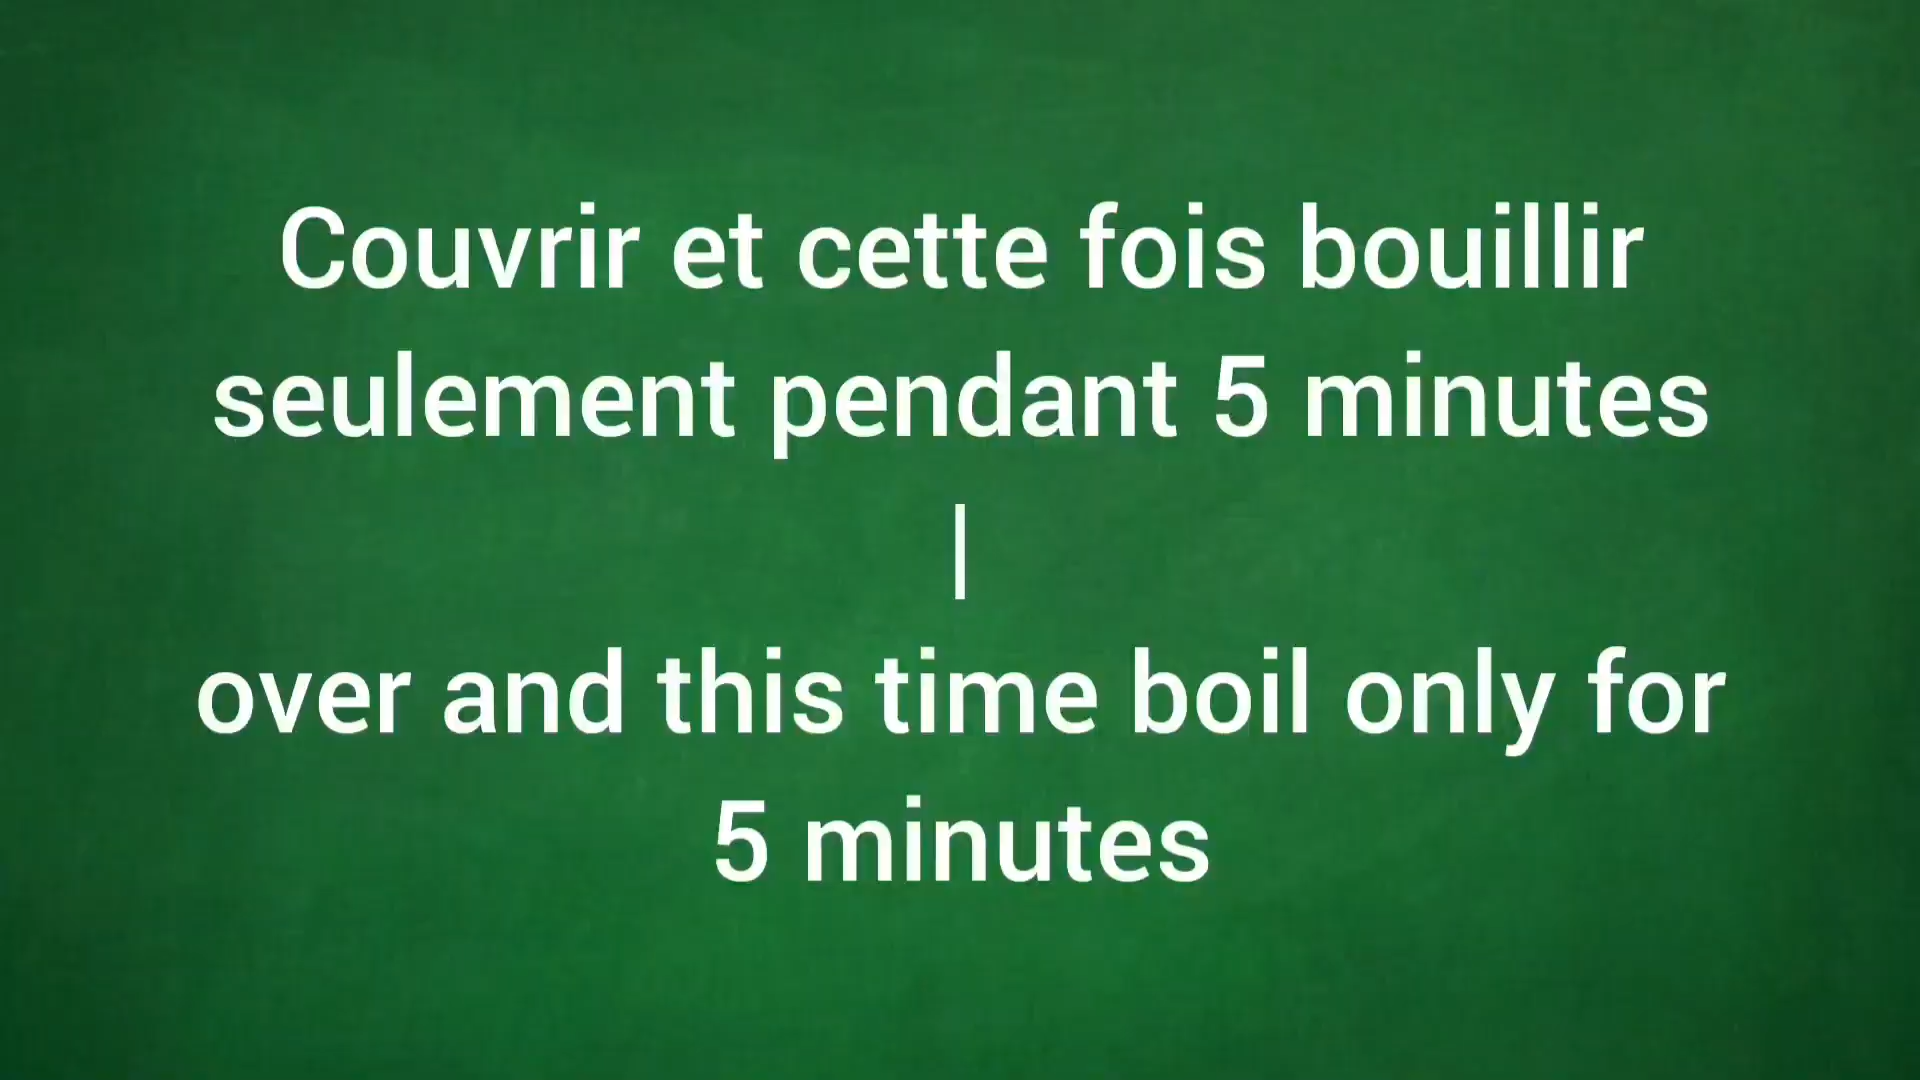 Couvrir et cette fois bouillir
seulement pendant 5 minutes
|
over and this time boil only for
5 minutes